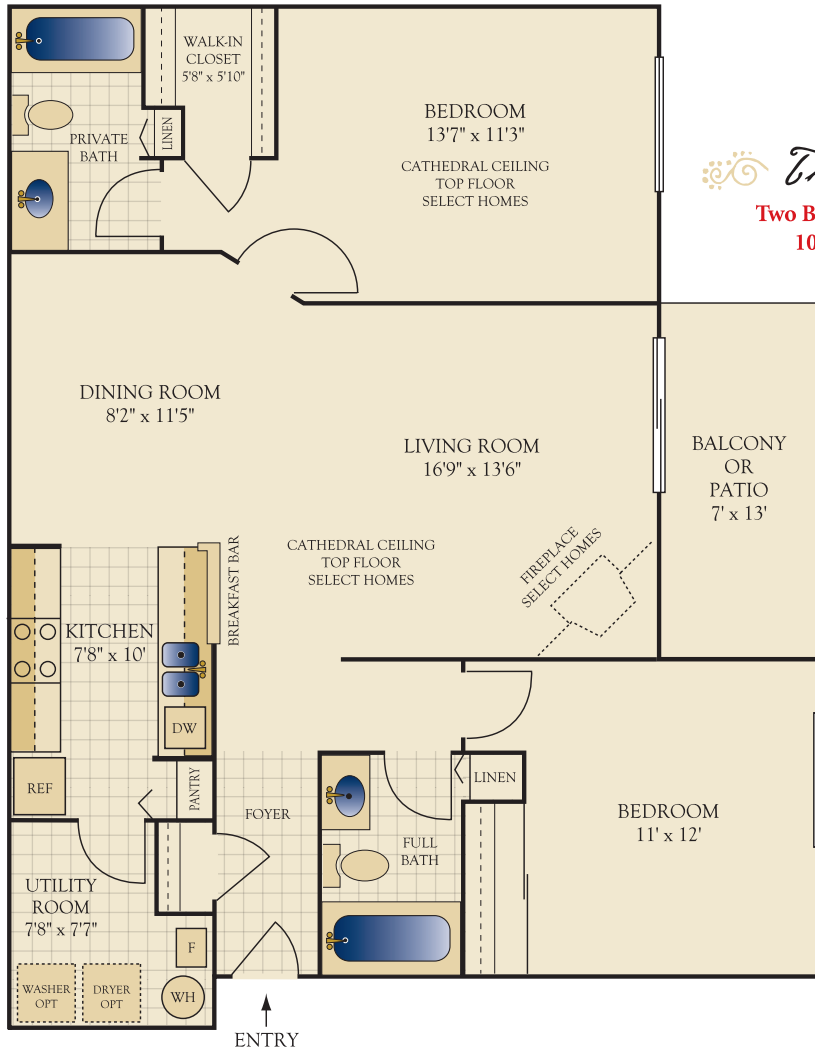 WALK-IN
CLOSET
5'8" x 5'10"
LINEN
PRIVATE
BATH
BEDROOM
13'7" x 11'3"
CATHEDRAL CEILING
TOP FLOOR
SELECT HOMES
Two B
10
DINING ROOM
8'2" x 11'5"
LIVING ROOM
16'9" x 13'6"
BALCONY
OR
PATIO
7' x 13'
CATHEDRAL CEILING
TOP FLOOR
SELECT HOMES
FIREPLACE
SELECT HOMES
BREAKFAST BAR
KITCHEN
7'8" x 10'
DW
REF
PANTRY
FOYER
LINEN
BEDROOM
11' x 12'
FULL
BATH
UTILITY
ROOM
7'8" x 7'7"
F
WASHER
OPT
DRYER
OPT
WH
ENTRY